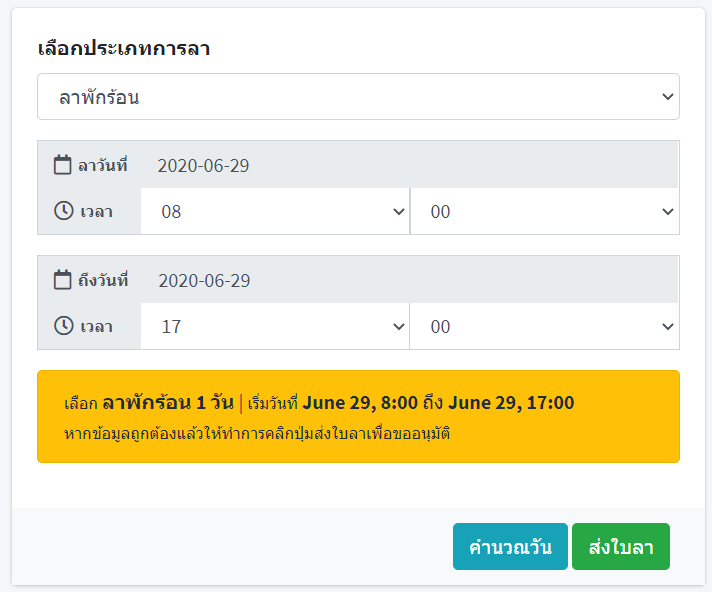 เลือกประเภทการลา
ลาพักร้อน
ลาวันที่ 2020-06-29
เวลา 08 00
ถึงวันที่ 2020-06-29
เวลา 17 00
เลือก ลาพักร้อน 1 วัน | เริ่มวันที่ June 29, 8:00 ถึง June 29, 17:00
หากข้อมูลถูกต้องแล้วให้ทำการคลิกปุ่มส่งใบลาเพื่อขออนุมัติ
คำนวณวัน ส่งใบลา